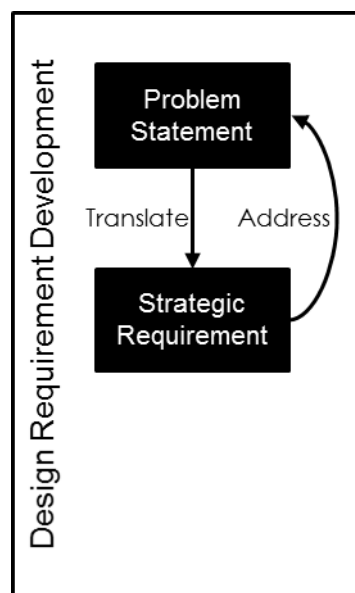 Design Requirement Development
Problem
Statement
Translate
Address
Strategic
Requirement